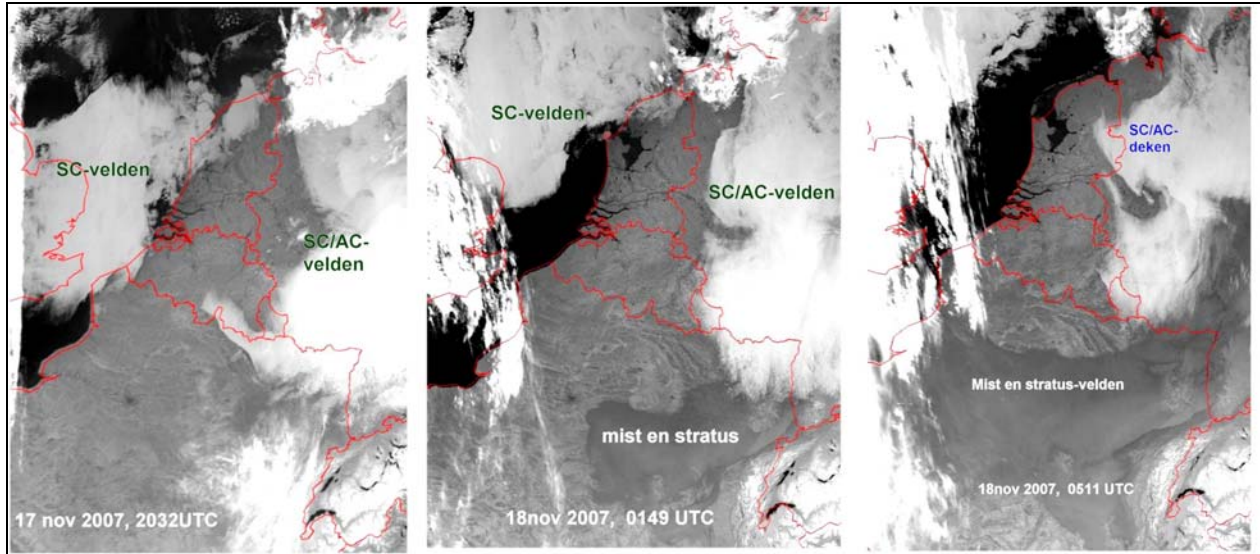 SC-velden
SC/AC-
velden
17 nov 2007, 2032UTC
SC-velden
SC/AC-velden
mist en stratus
18nov 2007,  0149 UTC
SC/AC-
deken
Mist en stratus-velden
18nov 2007,  0511 UTC